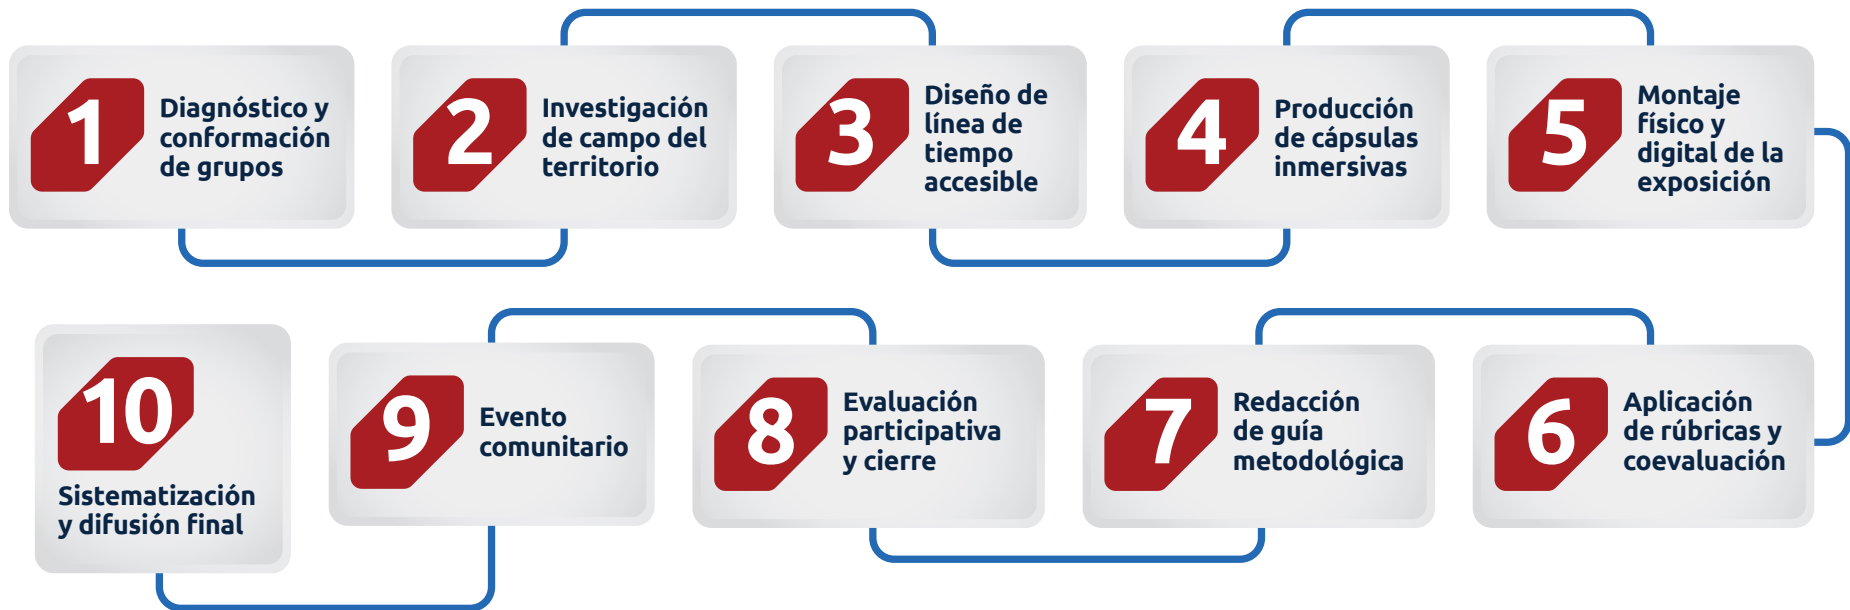 1
Diagnóstico y
conformación
de grupos
2
Investigación
de campo del
territorio
3
Diseño de
línea de
tiempo
accesible
4
Producción
de cápsulas
inmersivas
5
Montaje
físico y
digital de la
exposición
6
Aplicación
de rúbricas y
coevaluación
7
Redacción
de guía
metodológica
8
Evaluación
participativa
y cierre
9
Evento
comunitario
10
Sistematización
y difusión final